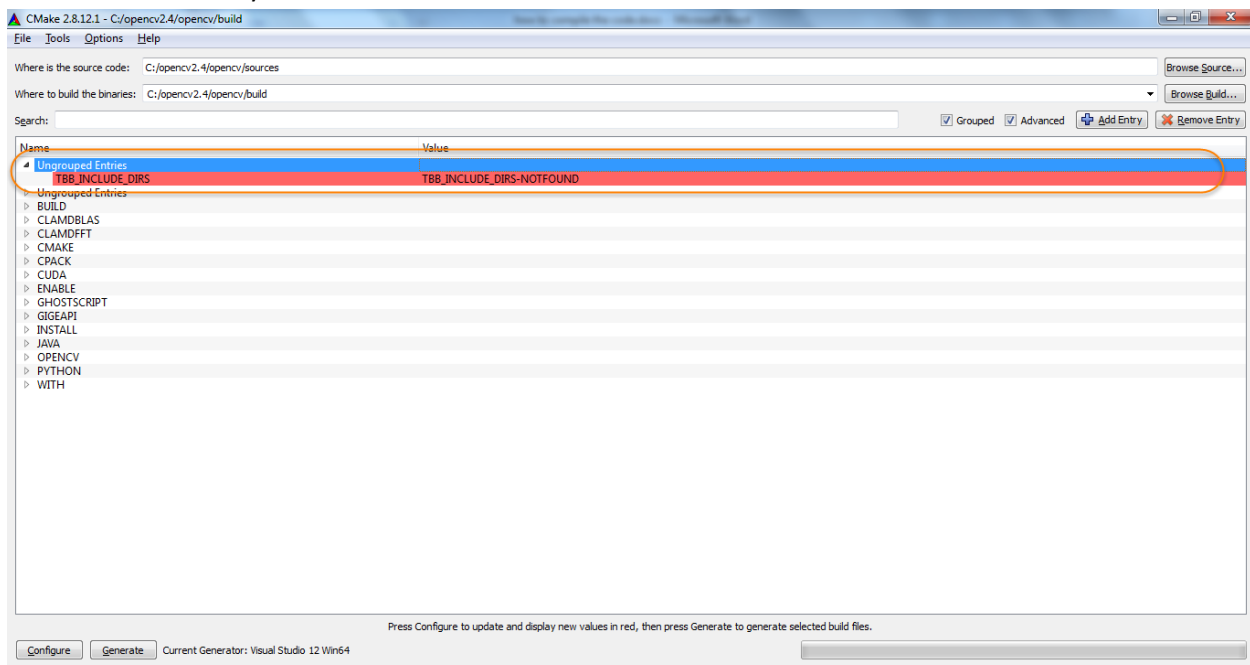 CMake 2.8.12.1 - C:/opencv2.4/opencv/build
File Tools Options Help
Where is the source code: C:/opencv2.4/opencv/sources Browse Source...
Where to build the binaries: C:/opencv2.4/opencv/build Browse Build...
Search: Grouped Advanced Add Entry Remove Entry
Name Value
Ungrouped Entries
TBB_INCLUDE_DIRS TBB_INCLUDE_DIRS-NOTFOUND
Ungrouped Entries
BUILD
CLAMDBLAS
CLAMDFFT
CMAKE
CPACK
CUDA
ENABLE
GHOSTSCRIPT
GIGEAPI
INSTALL
JAVA
OPENCV
PYTHON
WITH
Press Configure to update and display new values in red, then press Generate to generate selected build files.
Configure Generate Current Generator: Visual Studio 12 Win64